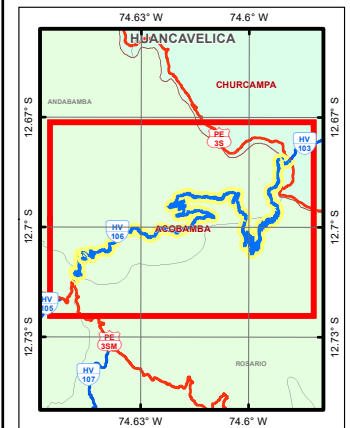 74.63° W 74.6° W
HUANCAVELICA
CHURCAMPA
ANDABAMBA
12.67° S 12.67° S
PE
3S
HV
103
12.7° S 12.7° S
HV
106
ACOBAMBA
HV
105
12.73° S 12.73° S
PE
3SM
ROSARIO
HV
107
74.63° W 74.6° W